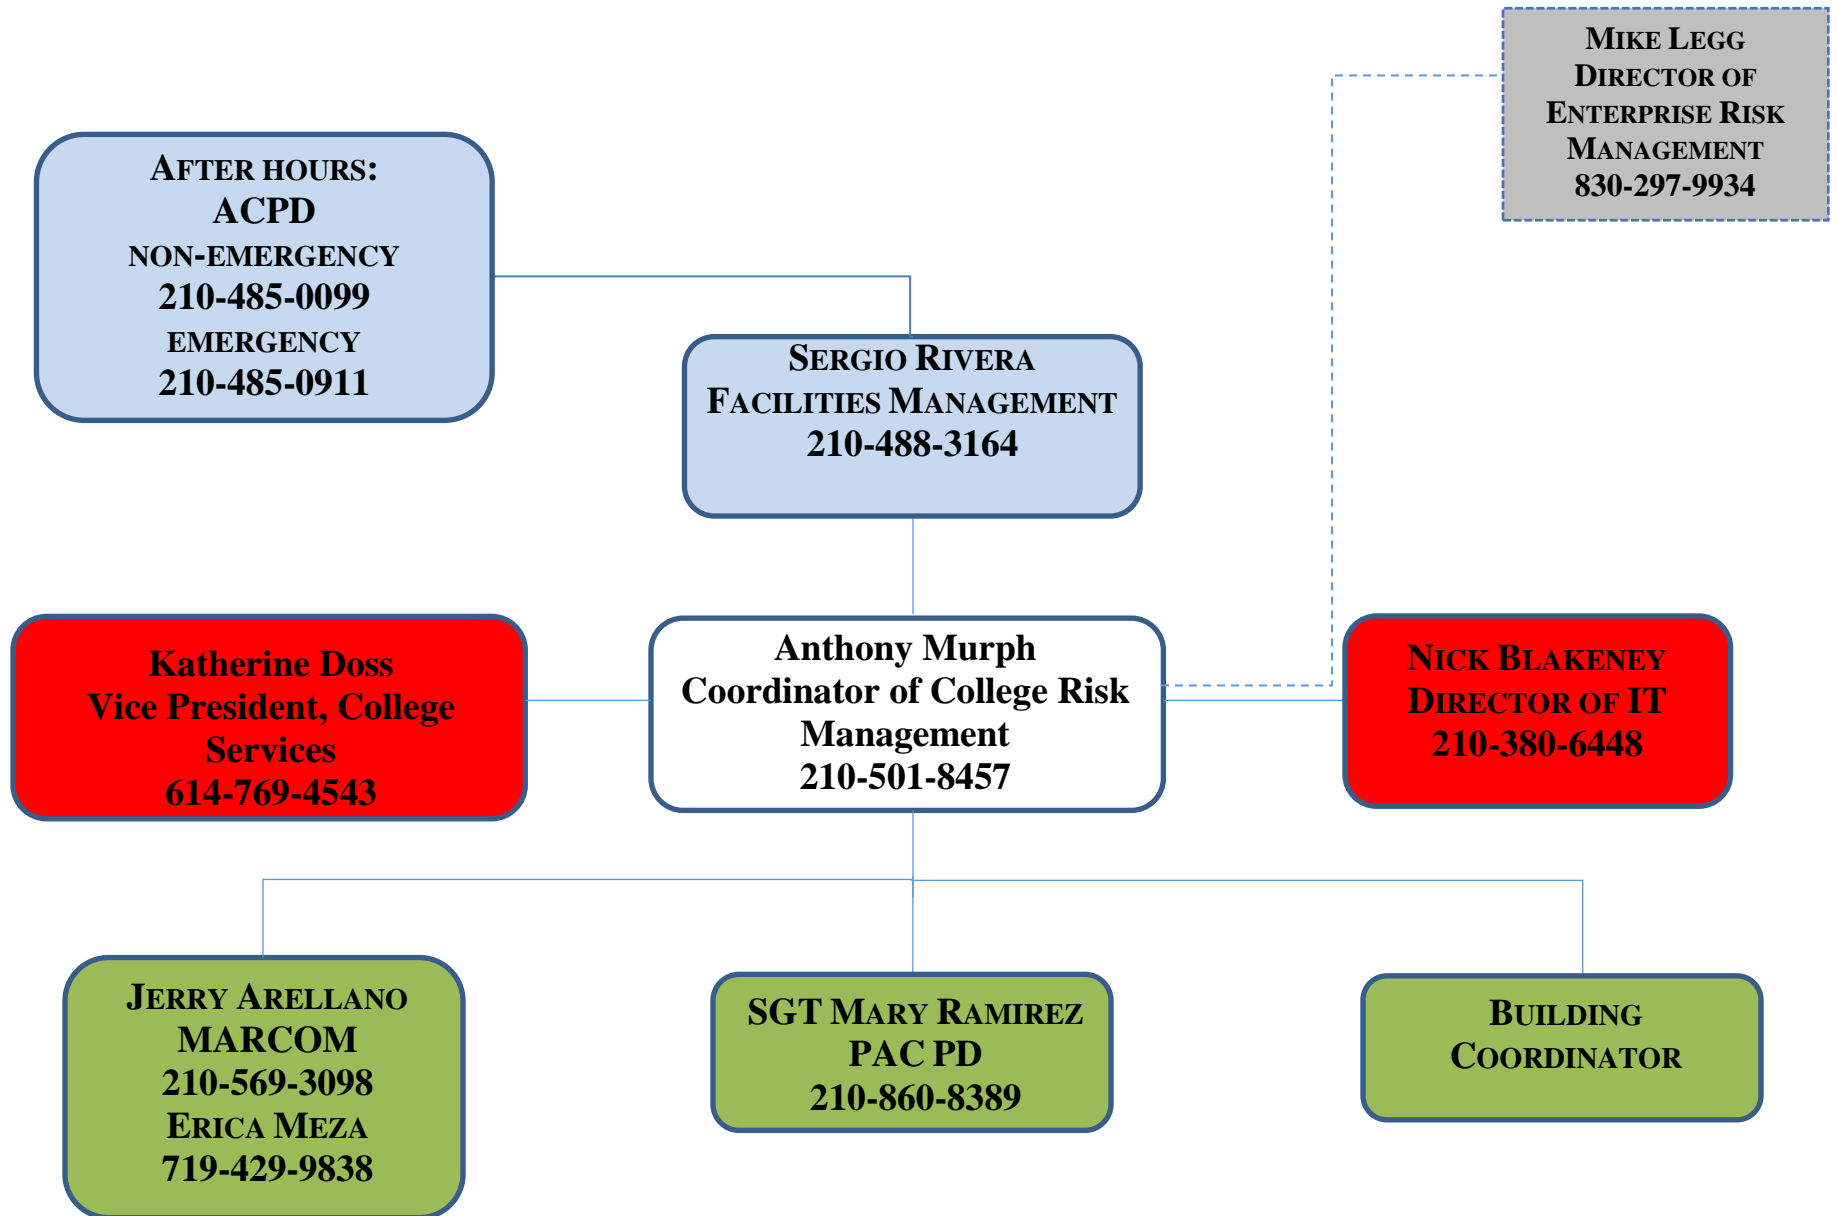 MIKE LEGG
DIRECTOR OF
ENTERPRISE RISK
MANAGEMENT
830-297-9934
AFTER HOURS:
ACPD
NON-EMERGENCY
210-485-0099
EMERGENCY
210-485-0911
SERGIO RIVERA
FACILITIES MANAGEMENT
210-488-3164
Katherine Doss
Vice President, College
Services
614-769-4543
Anthony Murph
Coordinator of College Risk
Management
210-501-8457
NICK BLAKENEY
DIRECTOR OF IT
210-380-6448
JERRY ARELLANO
MARCOM
210-569-3098
ERICA MEZA
719-429-9838
SGT MARY RAMIREZ
PAC PD
210-860-8389
BUILDING
COORDINATOR